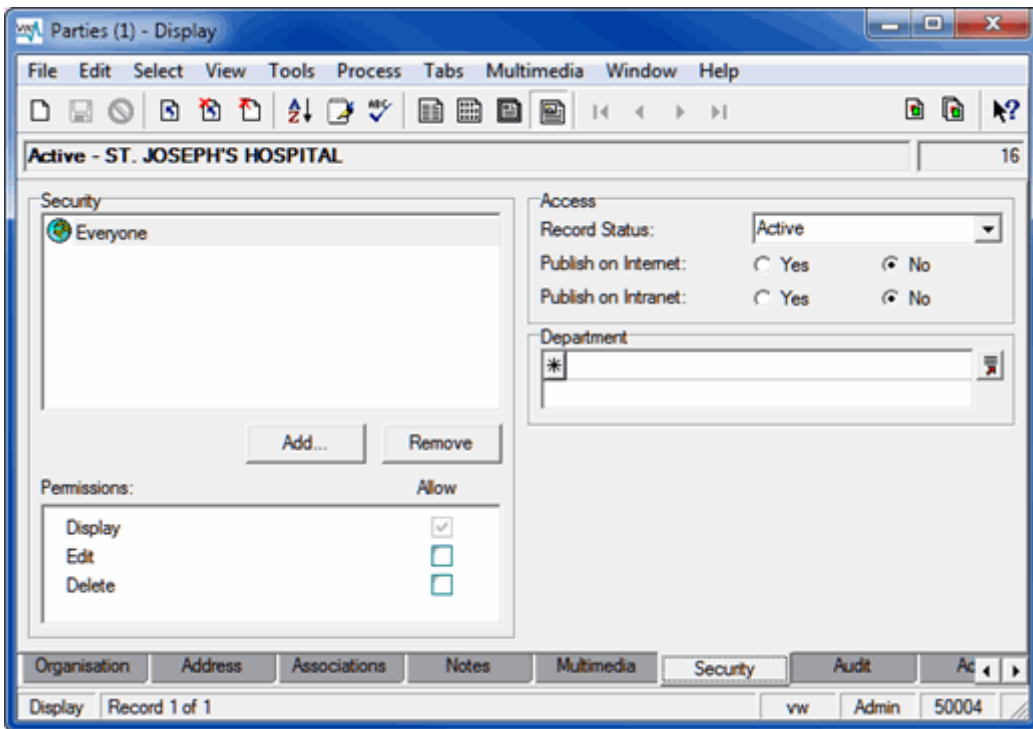 Parties (1) - Display
File Edit Select View Tools Process Tabs Multimedia Window Help
Active - ST. JOSEPH'S HOSPITAL 16
Security
Everyone
Add... Remove
Permissions: Allow
Display
Edit
Delete
Access
Record Status: Active
Publish on Internet: Yes No
Publish on Intranet: Yes No
Department
Organisation Address Associations Notes Multimedia Security Audit
Display Record 1 of 1 vw Admin 50004